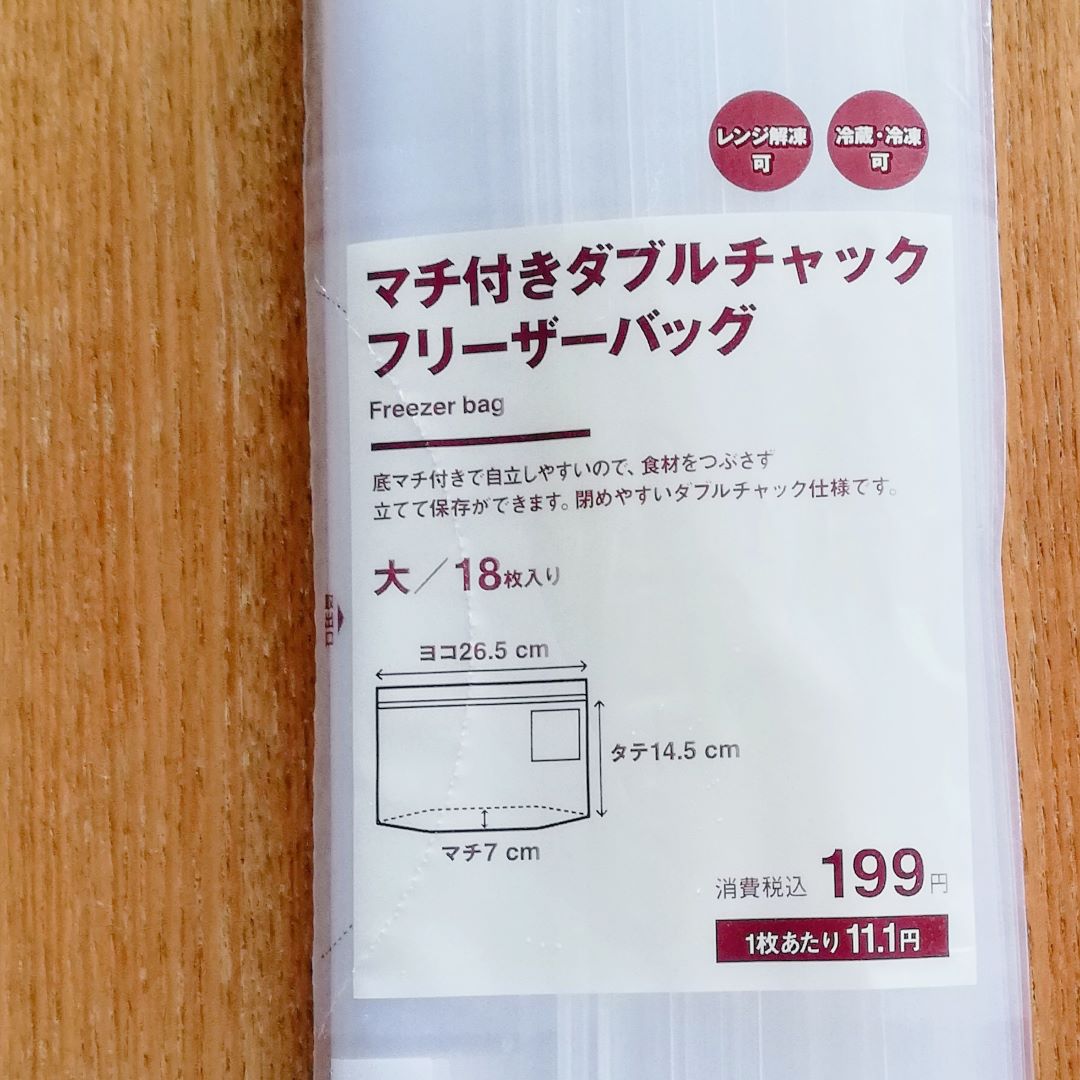 レンジ解凍
可
冷蔵・冷凍
可
マチ付きダブルチャック
フリーザーバッグ
Freezer bag
底マチ付きで自立しやすいので、食材をつぶさず
立てて保存ができます。閉めやすいダブルチャック仕様です。
大／18枚入り
取出口
ヨコ26.5 cm
タテ14.5 cm
マチ7 cm
消費税込 199円
1枚あたり 11.1円